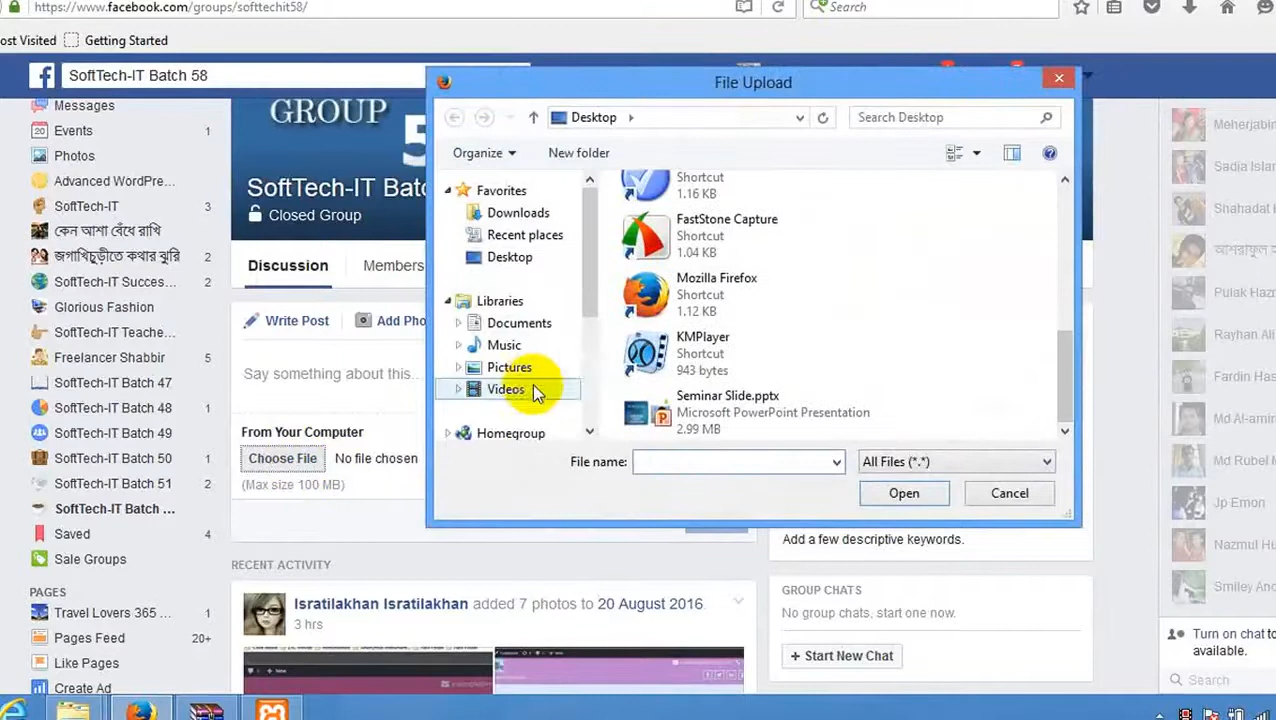 https://www.facebook.com/groups/softtechit58/
Search
ost Visited
Getting Started
SoftTech-IT Batch 58
Messages
Events 1
Photos
Advanced WordPre...
SoftTech-IT 3
কেন আশা বেঁধে রাখি
জগাখিচুড়ীতে কথার ঝুরি 2
SoftTech-IT Succes... 2
Glorious Fashion
SoftTech-IT Teache...
Freelancer Shabbir 5
SoftTech-IT Batch 47
SoftTech-IT Batch 48
SoftTech-IT Batch 49
SoftTech-IT Batch 50
SoftTech-IT Batch 51 2
SoftTech-IT Batch ...
Saved 4
Sale Groups
PAGES
Travel Lovers 365 ... 1
Pages Feed 20+
Like Pages
Create Ad
GROUP
5
SoftTech-IT Batc
Closed Group
Discussion
Members
Write Post
Add Pho
Say something about this...
From Your Computer
Choose File
No file chosen
(Max size 100 MB)
RECENT ACTIVITY
Isratilakhan Isratilakhan added 7 photos to 20 August 2016
3 hrs
File Upload
Desktop
Search Desktop
Organize
New folder
Favorites
Downloads
Recent places
Desktop
Libraries
Documents
Music
Pictures
Videos
Homegroup
Shortcut
1.16 KB
FastStone Capture
Shortcut
1.04 KB
Mozilla Firefox
Shortcut
1.12 KB
KMPlayer
Shortcut
943 bytes
Seminar Slide.pptx
Microsoft PowerPoint Presentation
2.99 MB
File name:
All Files (*.*)
Open
Cancel
Add a few descriptive keywords.
GROUP CHATS
No group chats, start one now.
+ Start New Chat
Meherjabin
Sadia Islan
Shahadat
Pulak Haz
Rayhan Ali
Fardin Has
Md Al-amir
Md Rubel M
Jp Emon
Nazmul Hu
Smiley An
Turn on chat to
available.
Search